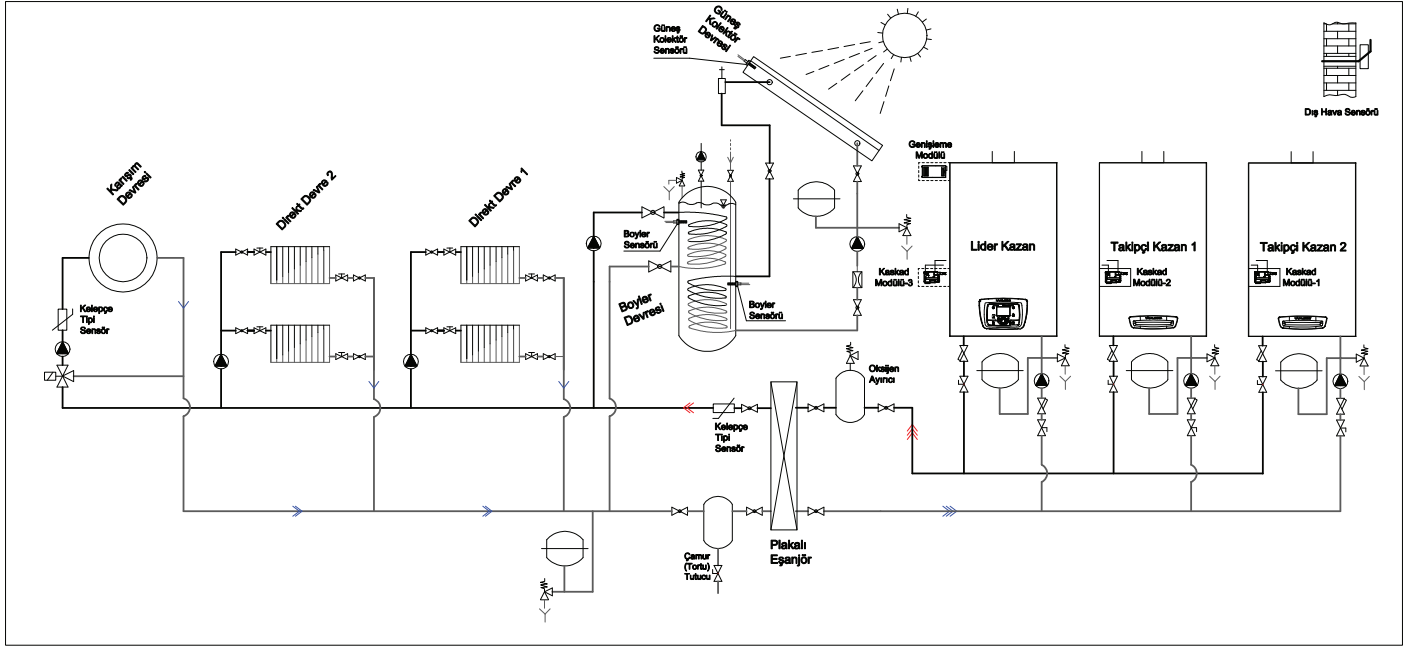 Güneş
Kolektör
Devresi
Güneş
Kolektör
Sensörü
Dış Hava Sensörü
Genişleme
Modülü
Karışım
Devresi
Direkt Devre 2
Direkt Devre 1
Boyler
Sensörü
Lider Kazan
Takipçi Kazan 1
Takipçi Kazan 2
Kaskad
Modülü-3
Kaskad
Modülü-2
Kaskad
Modülü-1
Kelepçe
Tipi
Sensör
Boyler
Devresi
Boyler
Sensörü
Oksijen
Ayırıcı
Kelepçe
Tipi
Sensör
Plakalı
Eşanjör
Çamur
(Tortu)
Tutucu